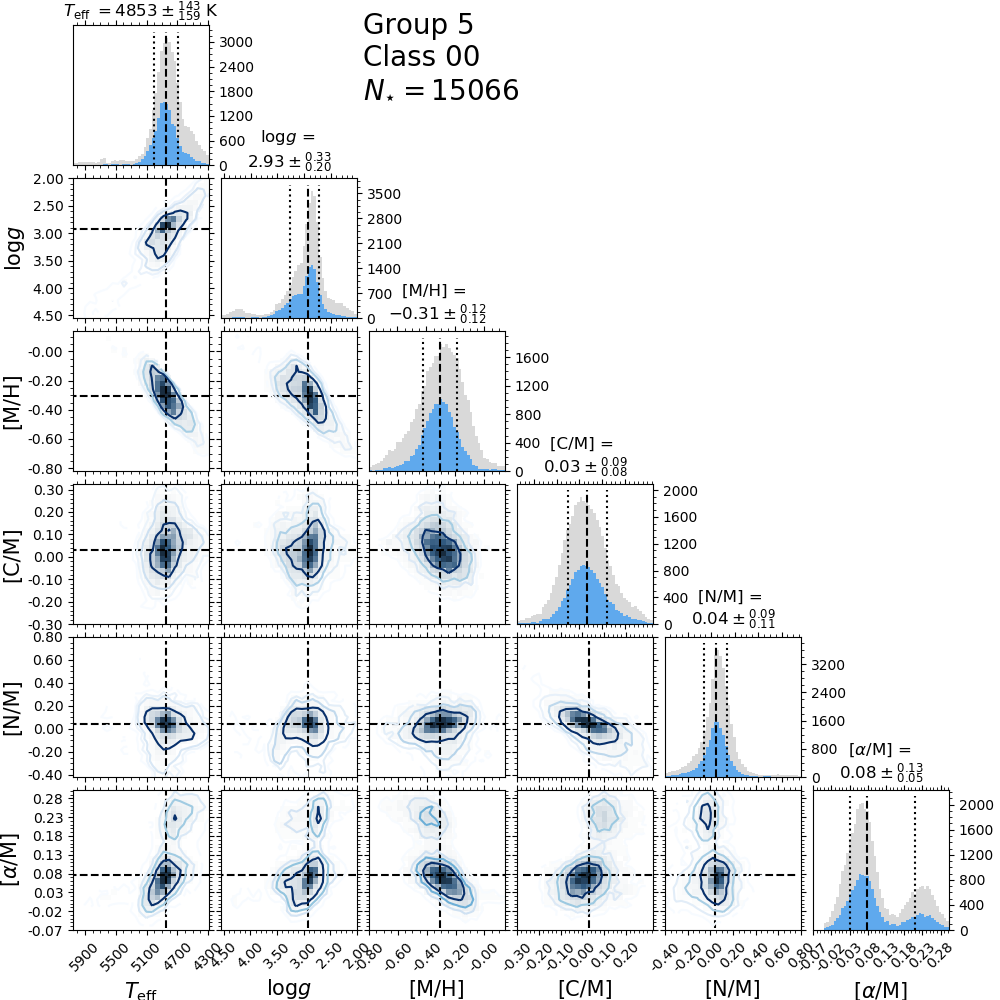 T_eff = 4853 ± 143 159 K
Group 5
Class 00
N⋆ = 15066
3000
2400
1800
1200
600
0
logg =
2.93 ± 0.33 0.20
2.00
2.50
3.00
3.50
4.00
4.50
logg
3500
2800
2100
1400
700
0
[M/H] =
−0.31 ± 0.12 0.12
-0.00
-0.20
-0.40
-0.60
-0.80
[M/H]
1600
1200
800
400
0
[C/M] =
0.03 ± 0.09 0.08
0.30
0.20
0.10
0.00
-0.10
-0.20
-0.30
[C/M]
2000
1600
1200
800
400
0
[N/M] =
0.04 ± 0.09 0.11
0.80
0.60
0.40
0.20
0.00
-0.20
-0.40
[N/M]
3200
2400
1600
800
0
[α/M] =
0.08 ± 0.13 0.05
0.28
0.23
0.18
0.13
0.08
0.03
-0.02
-0.07
[α/M]
2000
1600
1200
800
400
0
5900 5500 5100 4700 4300
4.50 4.00 3.50 3.00 2.50 2.00
-0.80 -0.60 -0.40 -0.20 -0.00
-0.30 -0.20 -0.10 0.00 0.10 0.20
-0.40 -0.20 0.00 0.20 0.40 0.60 0.80
-0.07 -0.02 0.03 0.08 0.13 0.18 0.23 0.28
T_eff logg [M/H] [C/M] [N/M] [α/M]